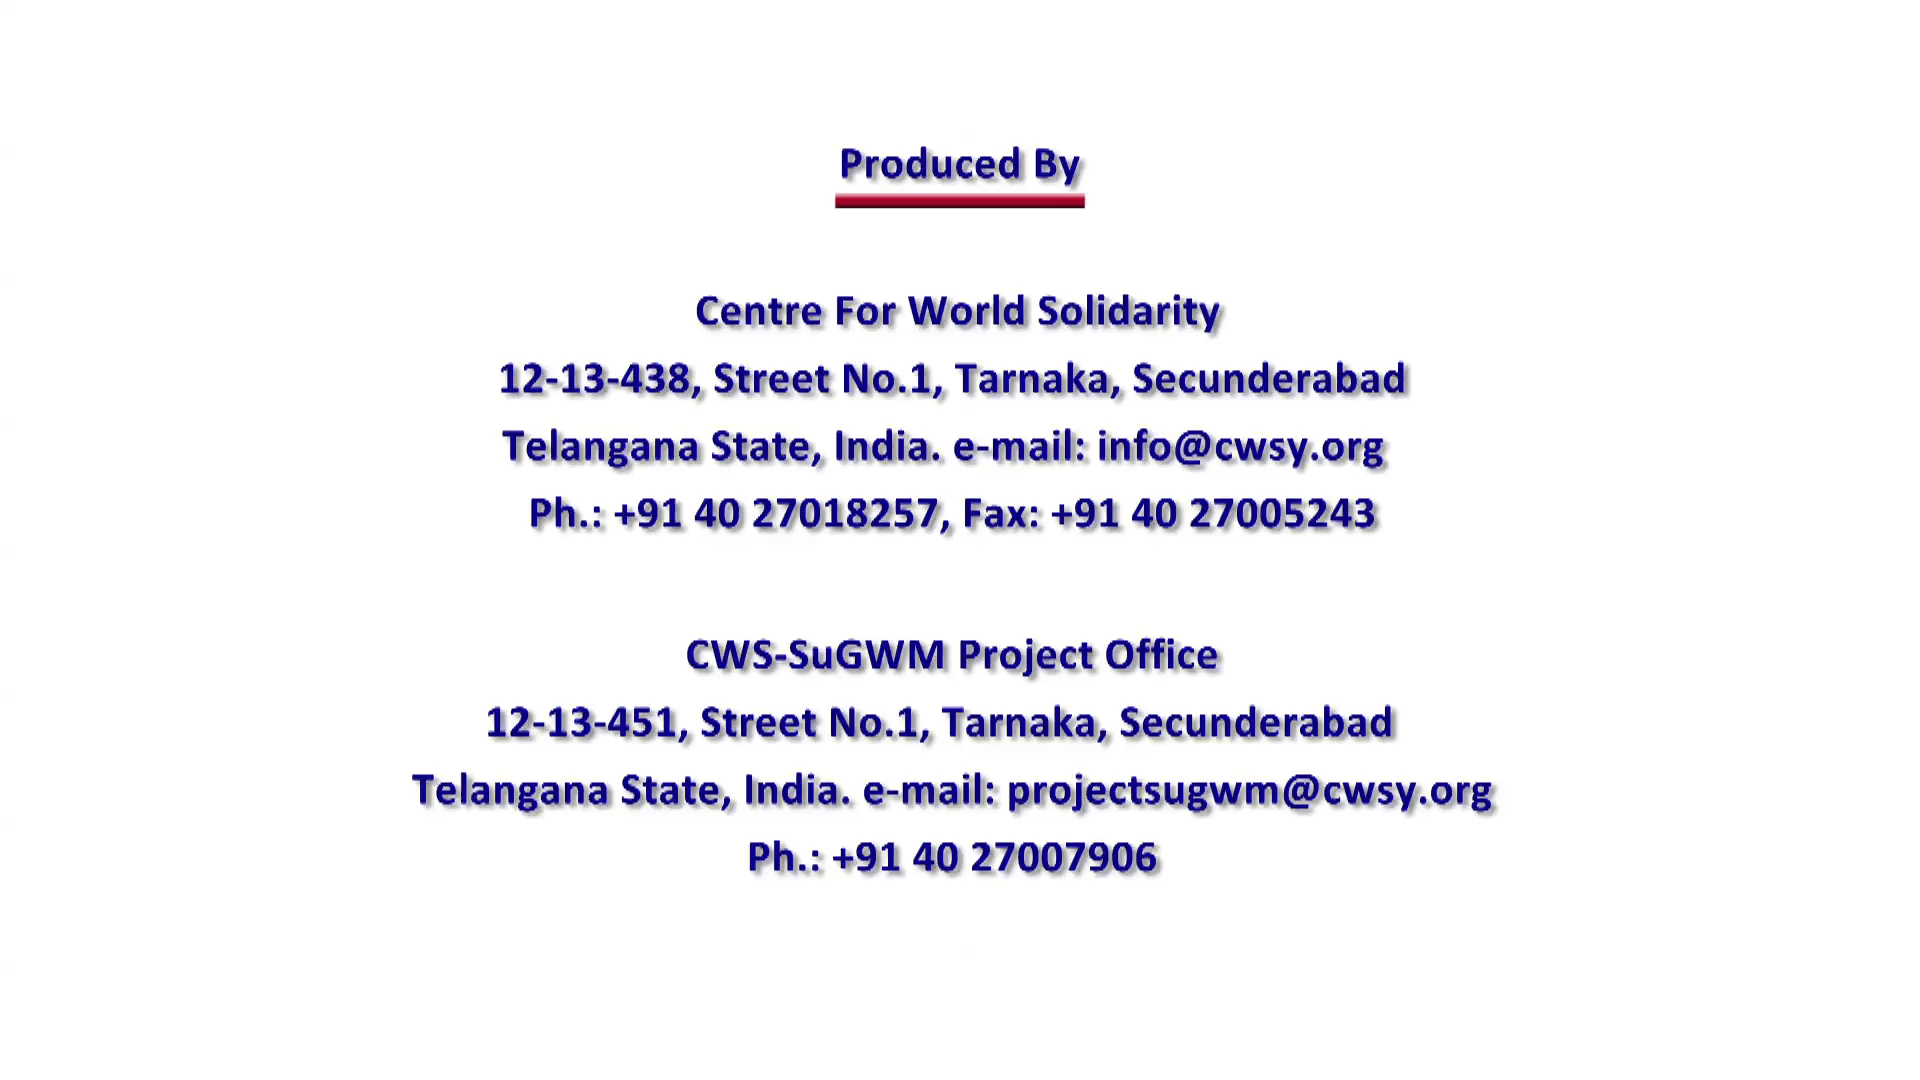 Produced By
Centre For World Solidarity
12-13-438, Street No.1, Tarnaka, Secunderabad
Telangana State, India. e-mail: info@cwsy.org
Ph.: +91 40 27018257, Fax: +91 40 27005243
CWS-SuGWM Project Office
12-13-451, Street No.1, Tarnaka, Secunderabad
Telangana State, India. e-mail: projectsugwm@cwsy.org
Ph.: +91 40 27007906